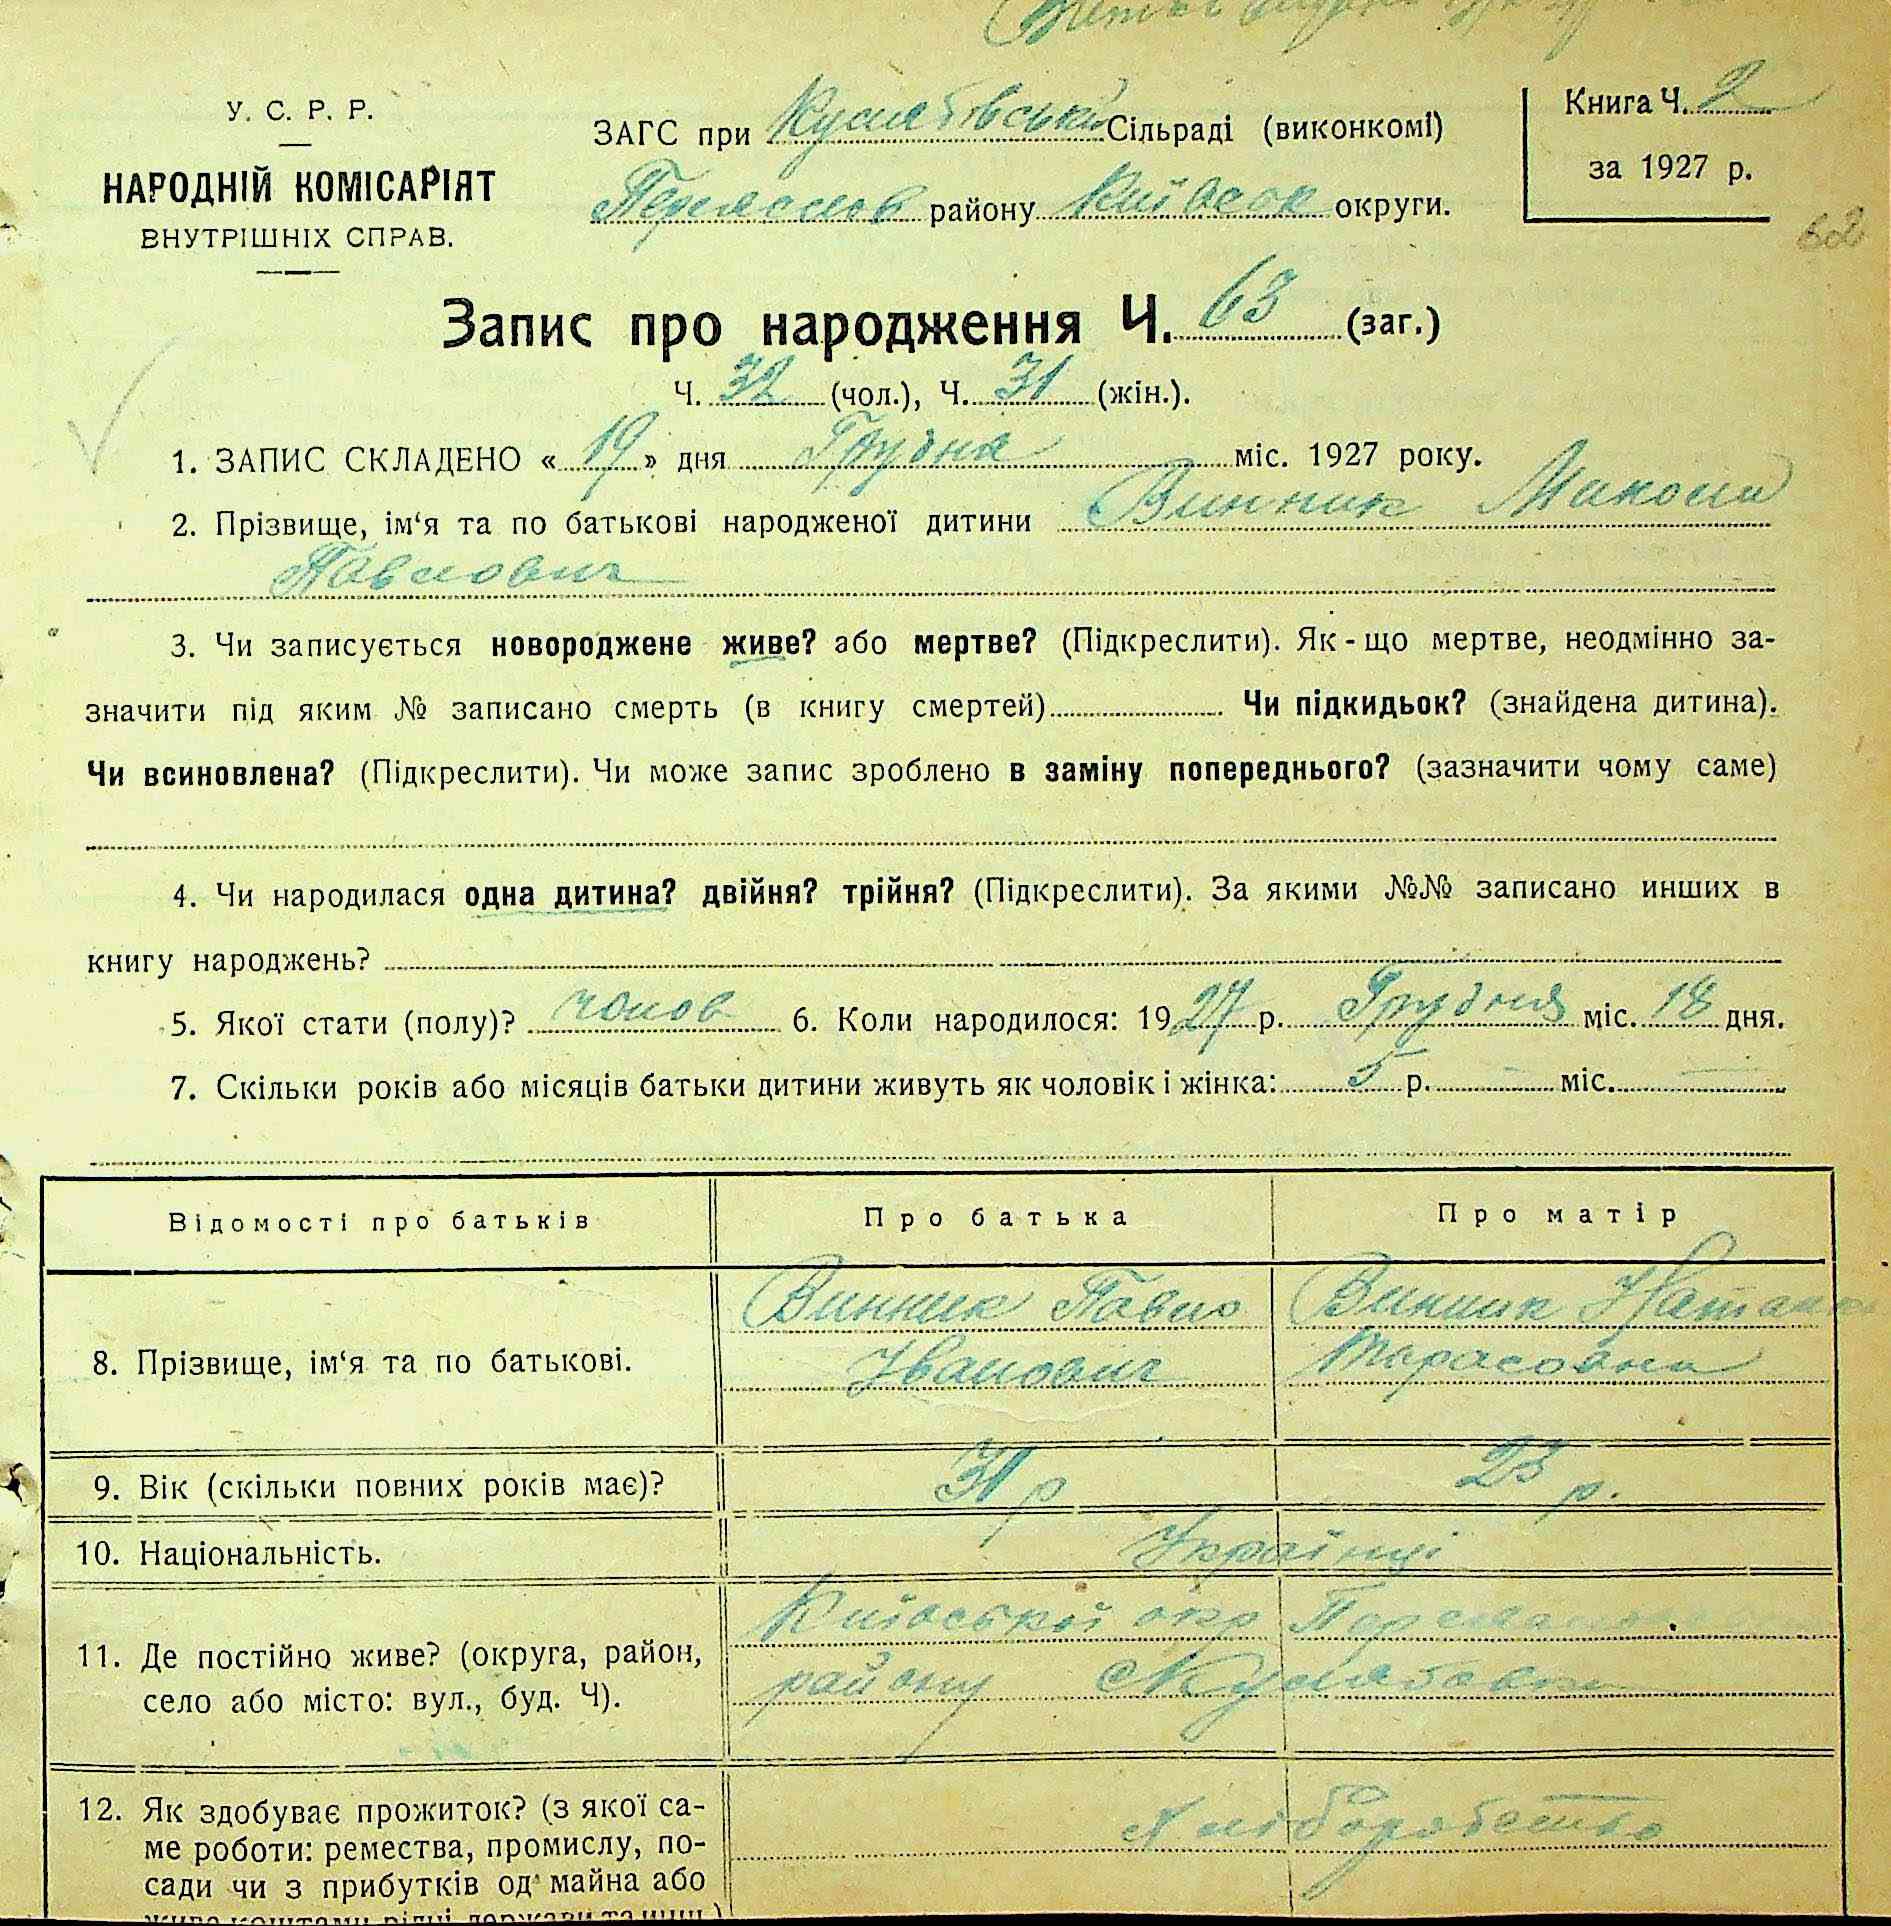 У. С. Р. Р.
НАРОДНІЙ КОМІСАРІЯТ
ВНУТРІШНІХ СПРАВ.
ЗАГС при Сільраді (виконкомі)
Переяслов району Київськ округи.
Книга Ч. 2
за 1927 р.
62
Запис про народження Ч. 63 (заг.)
Ч. 32 (чол.), Ч. 31 (жін.).
1. ЗАПИС СКЛАДЕНО « 19 » дня Грудня міс. 1927 року.
2. Прізвище, ім‘я та по батькові народженої дитини Винник Микола
Павлович
3. Чи записується новороджене живе? або мертве? (Підкреслити). Як-що мертве, неодмінно за-
значити під яким № записано смерть (в книгу смертей) Чи підкидьок? (знайдена дитина).
Чи всиновлена? (Підкреслити). Чи може запис зроблено в заміну попереднього? (зазначити чому саме)
4. Чи народилася одна дитина? двійня? трійня? (Підкреслити). За якими №№ записано инших в
книгу народжень?
5. Якої стати (полу)? чолов 6. Коли народилося: 1927 р. Грудня міс. 18 дня.
7. Скільки років або місяців батьки дитини живуть як чоловік і жінка: 5 р. — міс. —
Відомості про батьків Про батька Про матір
8. Прізвище, ім‘я та по батькові. Винник Павло Винник
Іванович Тарасовна
9. Вік (скільки повних років має)? 31 р 23 р.
10. Національність. Українці
11. Де постійно живе? (округа, район, Київської окр
село або місто: вул., буд. Ч). району
12. Як здобуває прожиток? (з якої са-
ме роботи: ремества, промислу, по- Хліборобство
сади чи з прибутків од майна або
жива коштами рідні, держави та инш.)